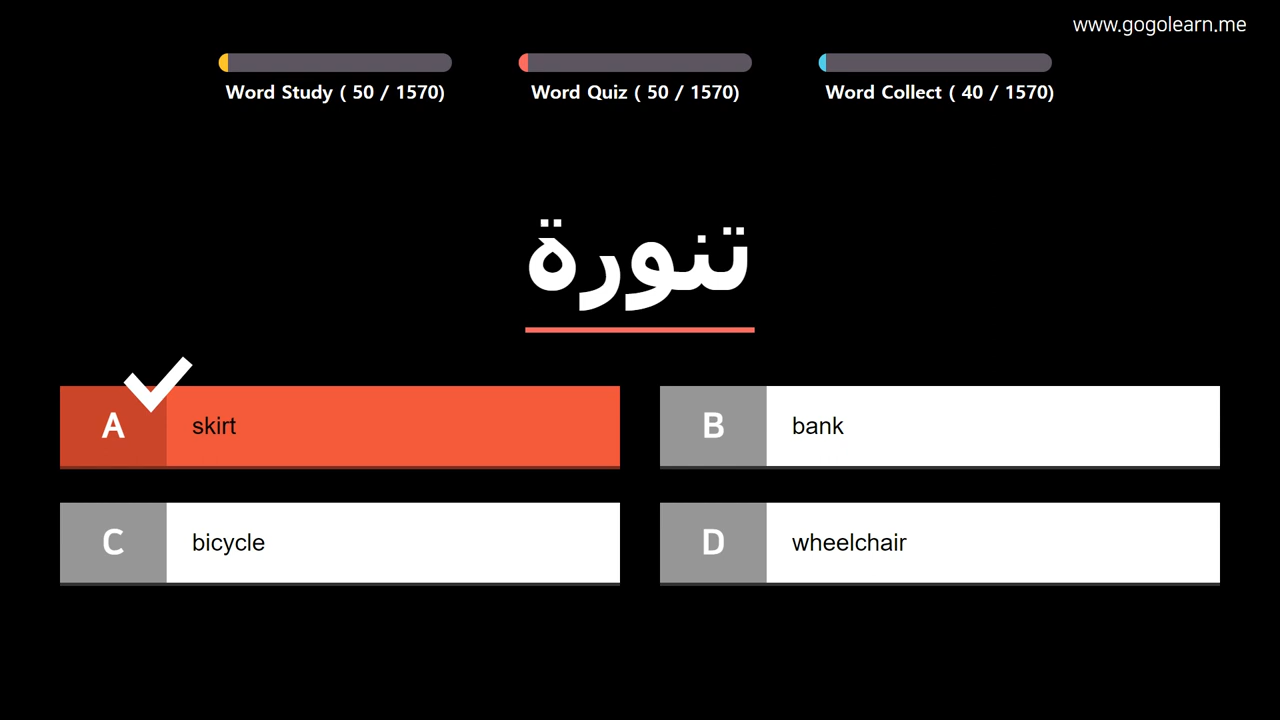 www.gogolearn.me
Word Study ( 50 / 1570)
Word Quiz ( 50 / 1570)
Word Collect ( 40 / 1570)
تنورة
A skirt
B bank
C bicycle
D wheelchair